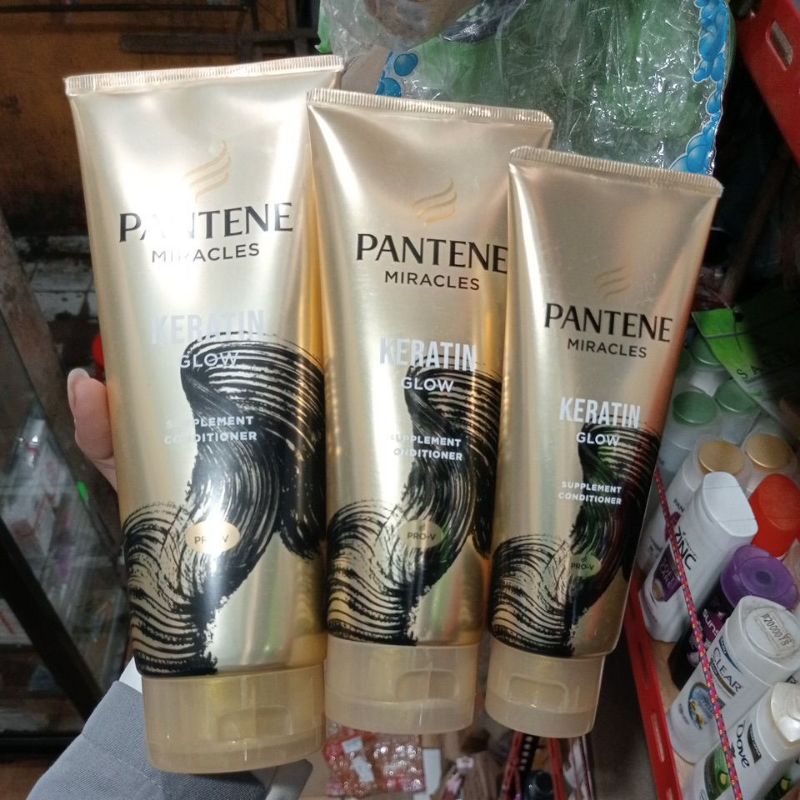 PANTENE
MIRACLES
KERATIN
GLOW
SUPPLEMENT
CONDITIONER
PRO-V
PANTENE
MIRACLES
KERATIN
GLOW
SUPPLEMENT
CONDITIONER
PRO-V
PANTENE
MIRACLES
KERATIN
GLOW
SUPPLEMENT
CONDITIONER
PRO-V
ZINC
CLEAR
Dove